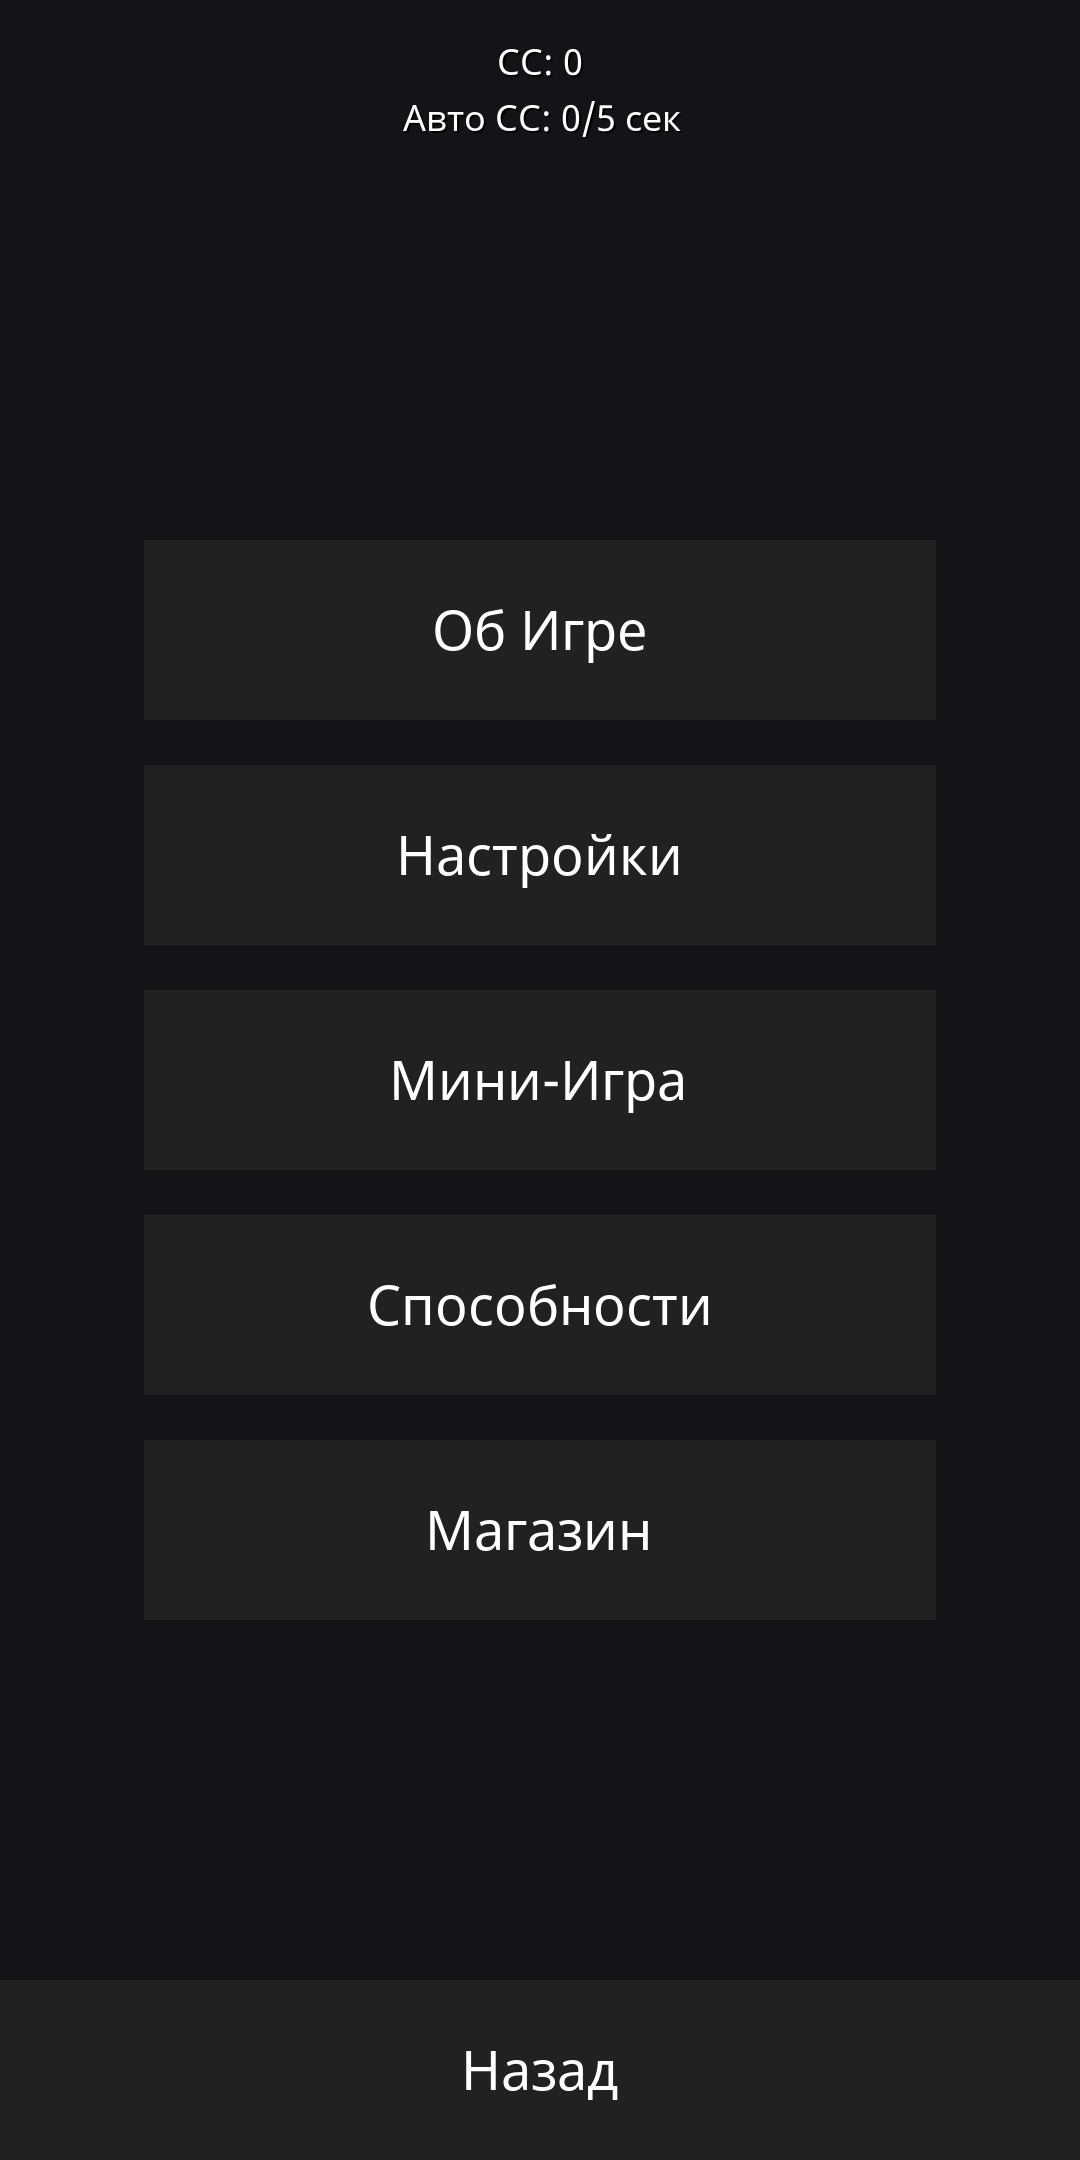 СС: 0
Авто СС: 0/5 сек
Об Игре
Настройки
Мини-Игра
Способности
Магазин
Назад